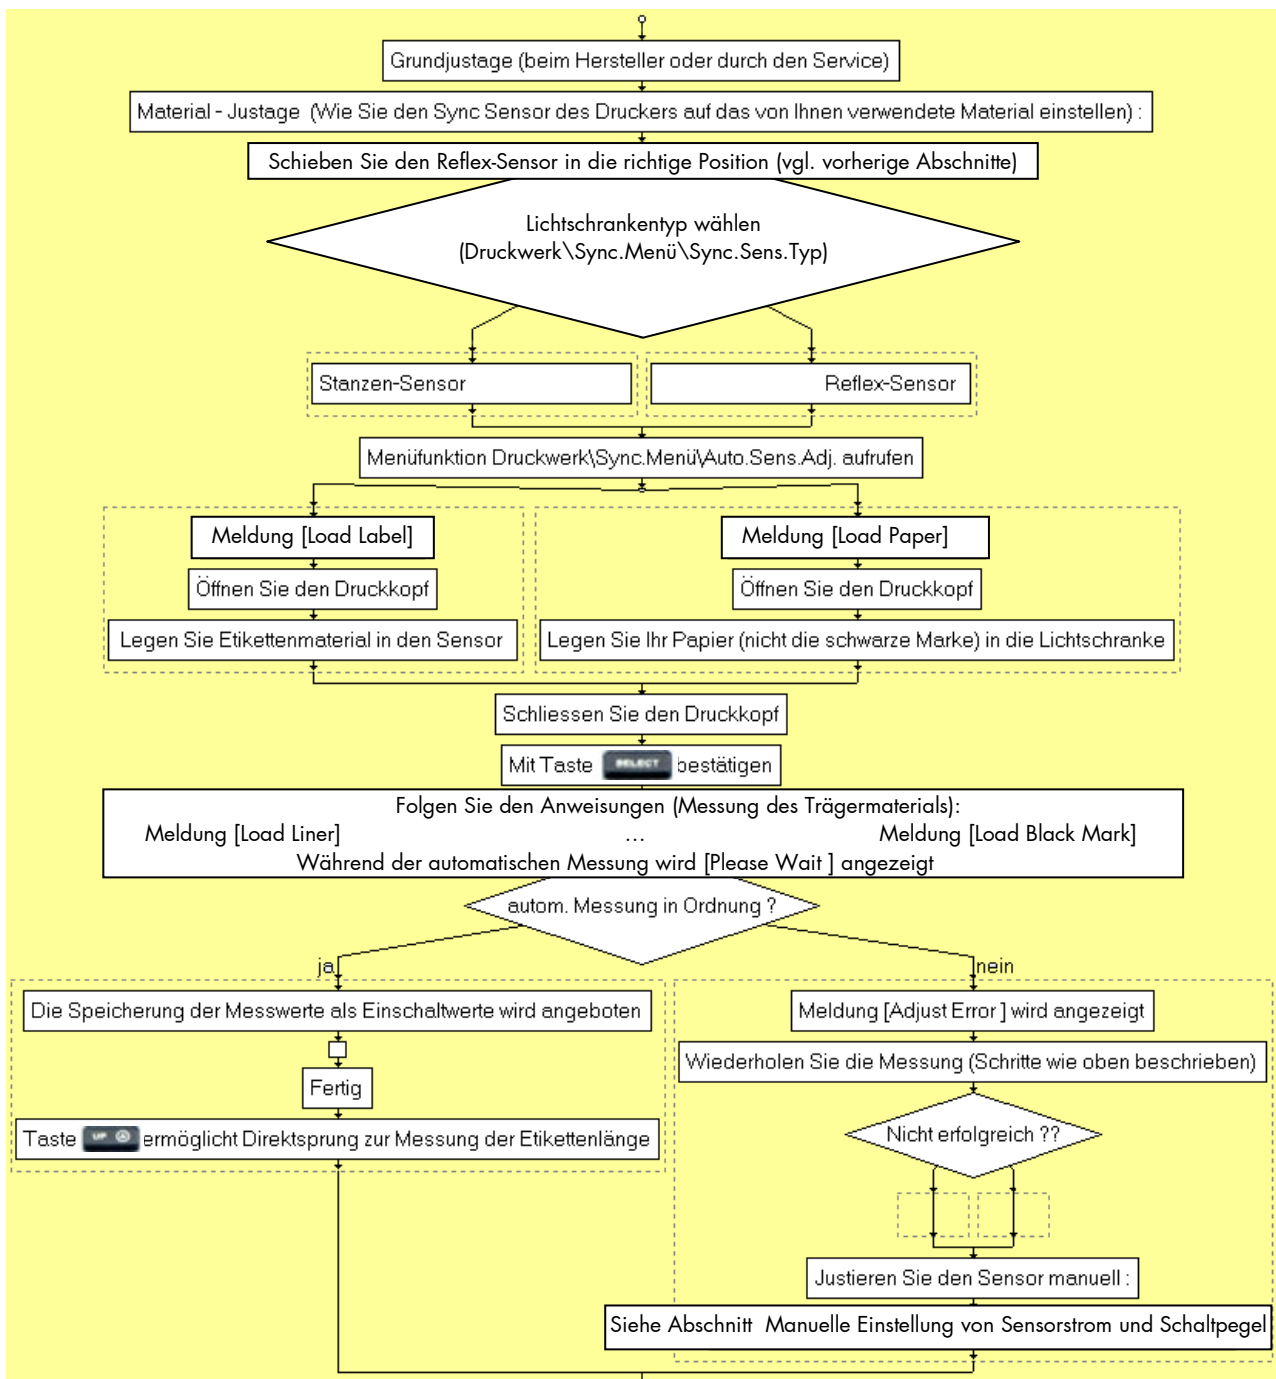 Grundjustage (beim Hersteller oder durch den Service)
Material - Justage (Wie Sie den Sync Sensor des Druckers auf das von Ihnen verwendete Material einstellen) :
Schieben Sie den Reflex-Sensor in die richtige Position (vgl. vorherige Abschnitte)
Lichtschrankentyp wählen
(Druckwerk\Sync.Menü\Sync.Sens.Typ)
Stanzen-Sensor
Reflex-Sensor
Menüfunktion Druckwerk\Sync.Menü\Auto.Sens.Adj. aufrufen
Meldung [Load Label]
Meldung [Load Paper]
Öffnen Sie den Druckkopf
Öffnen Sie den Druckkopf
Legen Sie Etikettenmaterial in den Sensor
Legen Sie Ihr Papier (nicht die schwarze Marke) in die Lichtschranke
Schliessen Sie den Druckkopf
Mit Taste SELECT bestätigen
Folgen Sie den Anweisungen (Messung des Trägermaterials):
Meldung [Load Liner] ... Meldung [Load Black Mark]
Während der automatischen Messung wird [Please Wait ] angezeigt
autom. Messung in Ordnung ?
ja
nein
Die Speicherung der Messwerte als Einschaltwerte wird angeboten
Meldung [Adjust Error ] wird angezeigt
Wiederholen Sie die Messung (Schritte wie oben beschrieben)
Fertig
Taste UP ermöglicht Direktsprung zur Messung der Etikettenlänge
Nicht erfolgreich ??
Justieren Sie den Sensor manuell :
Siehe Abschnitt Manuelle Einstellung von Sensorstrom und Schaltpegel